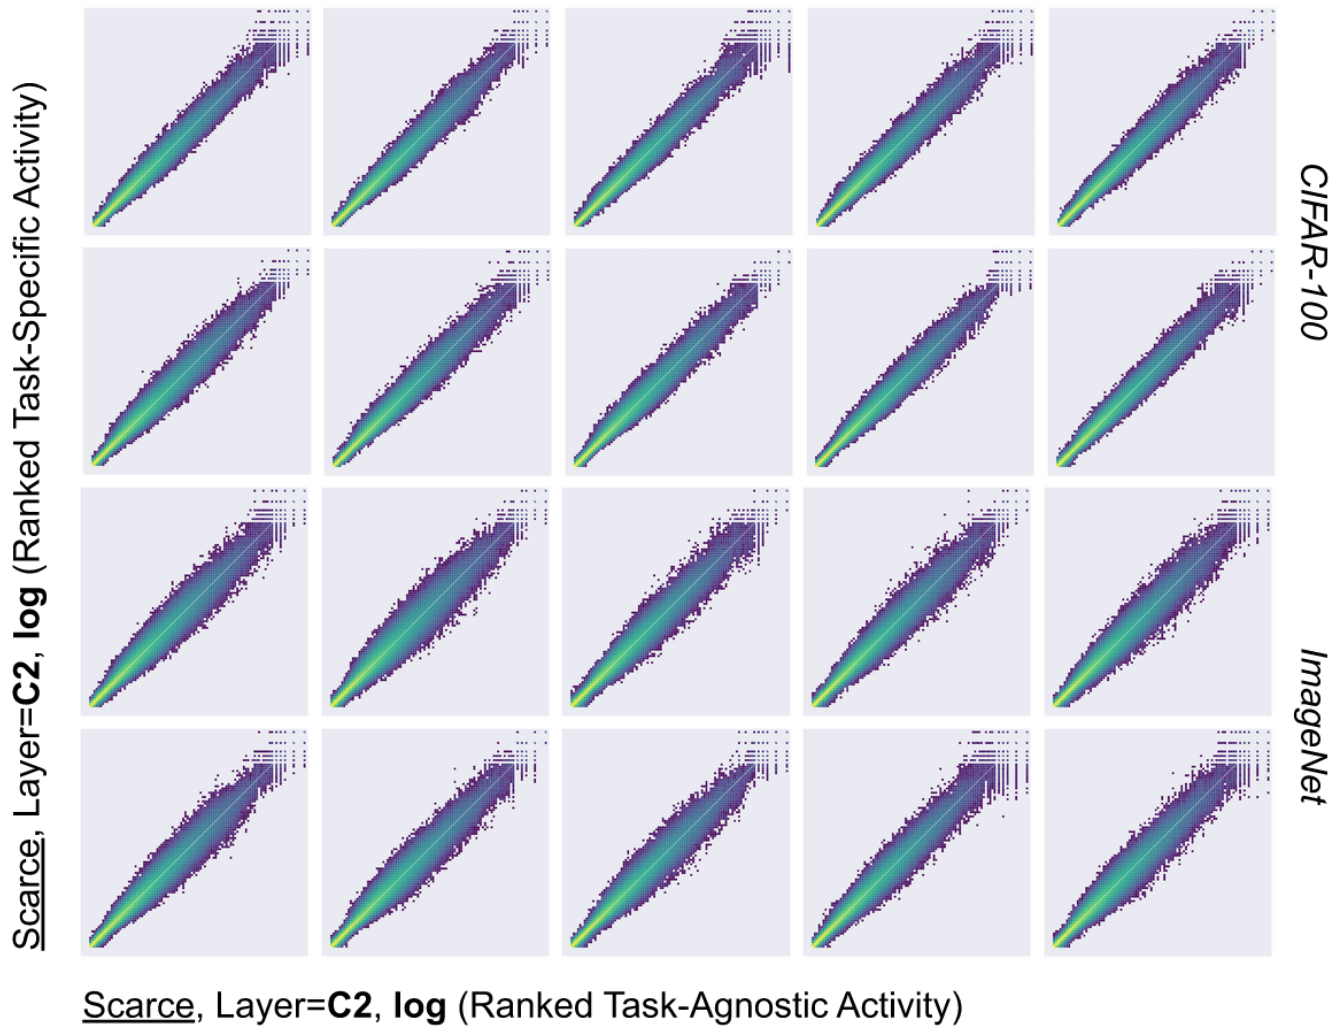 Scarce, Layer=C2, log (Ranked Task-Specific Activity)
CIFAR-100
ImageNet
Scarce, Layer=C2, log (Ranked Task-Agnostic Activity)